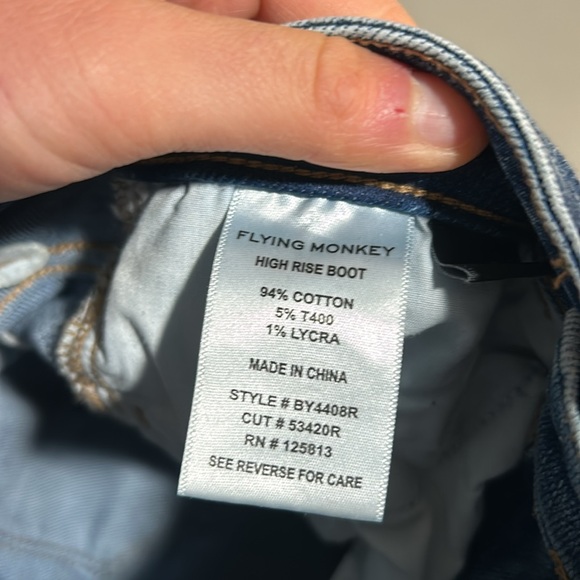 FLYING MONKEY
HIGH RISE BOOT
94% COTTON
5% T400
1% LYCRA
MADE IN CHINA
STYLE # BY4408R
CUT # 53420R
RN # 125813
SEE REVERSE FOR CARE